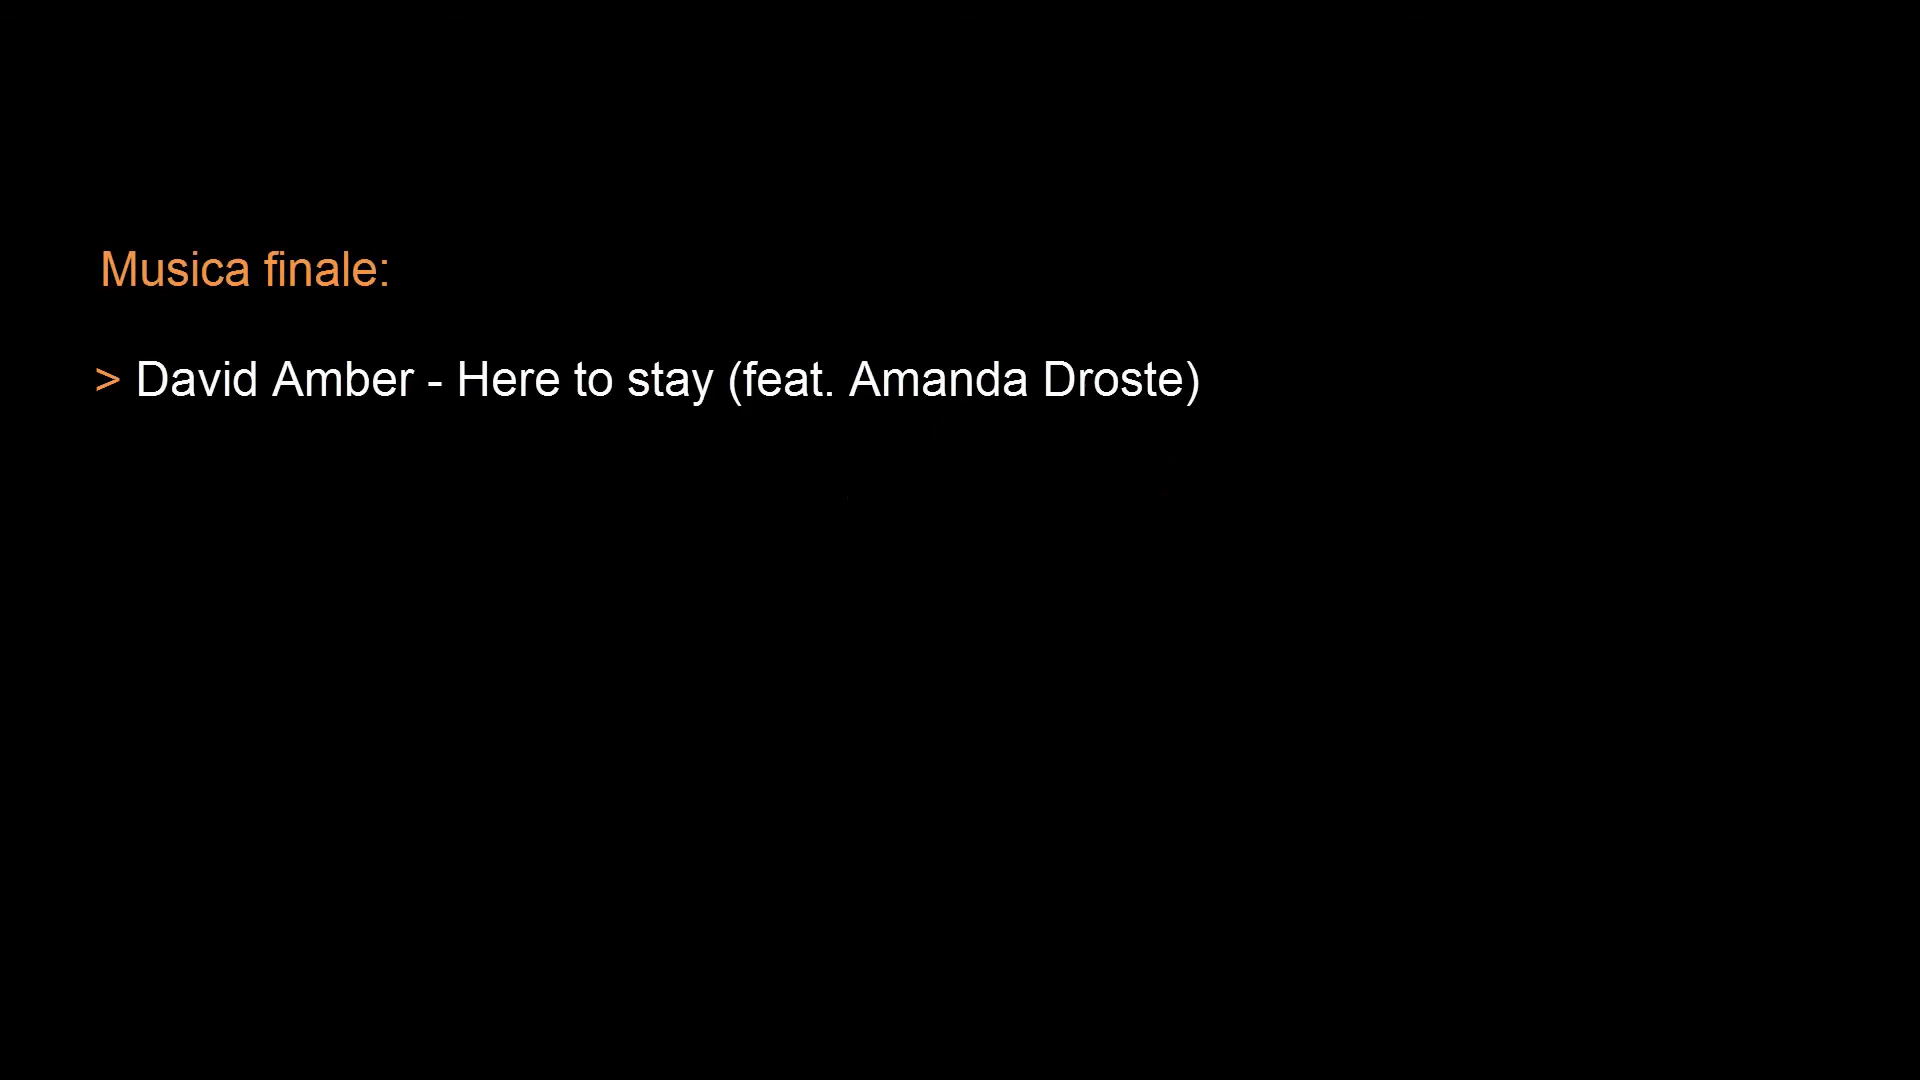 Musica finale:
> David Amber - Here to stay (feat. Amanda Droste)